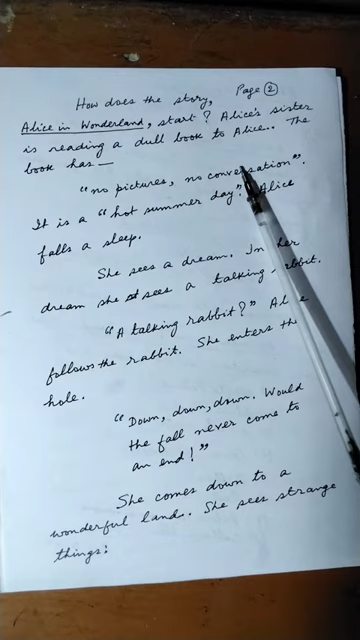 How does the story, Page 2
Alice in Wonderland, start? Alice's sister
is reading a dull book to Alice.. The
book has —
"no pictures, no conversation".
It is a "hot summer day". Alice
falls a sleep.
She sees a dream. In her
dream she sees a talking
"A talking rabbit?"
follows the rabbit. She enters the
hole.
"Down, down, down. Would
the fall never come to
an end!"
She comes down to a
wonderful land. She sees strange
things: